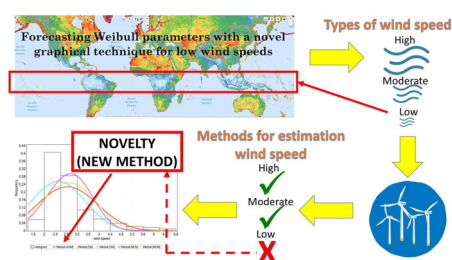 Forecasting Weibull parameters with a novel
graphical technique for low wind speeds
Types of wind speed
High
Moderate
Low
Methods for estimation
wind speed
High
Moderate
Low
NOVELTY
(NEW METHOD)
wind speed